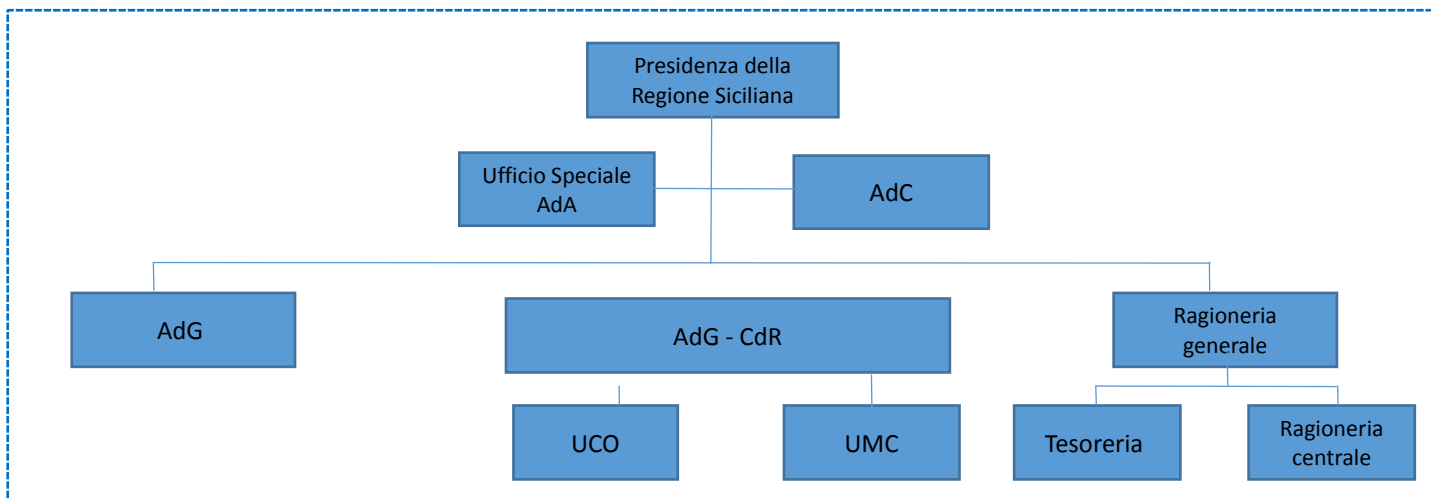 Presidenza della
Regione Siciliana
Ufficio Speciale
AdA
AdC
AdG
AdG - CdR
Ragioneria
generale
UCO
UMC
Tesoreria
Ragioneria
centrale